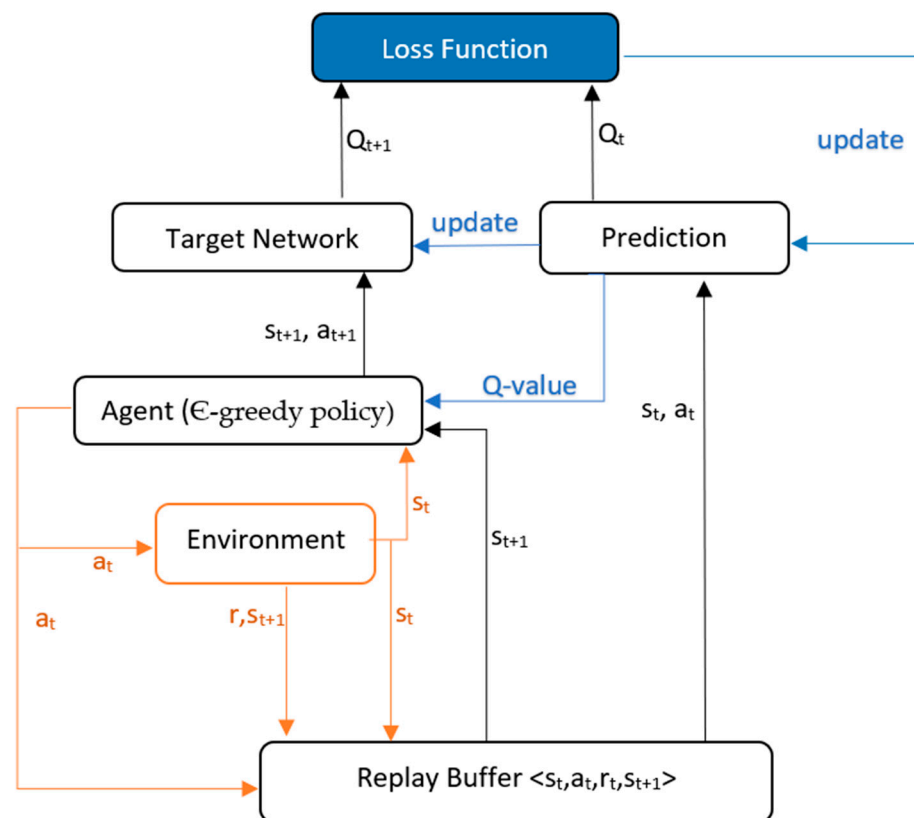 Loss Function
Qₜ₊₁
Qₜ
update
Target Network
update
Prediction
sₜ₊₁, aₜ₊₁
Q-value
Agent (Є-greedy policy)
sₜ, aₜ
sₜ
Environment
sₜ₊₁
aₜ
r,sₜ₊₁
sₜ
aₜ
Replay Buffer <sₜ,aₜ,rₜ,sₜ₊₁>